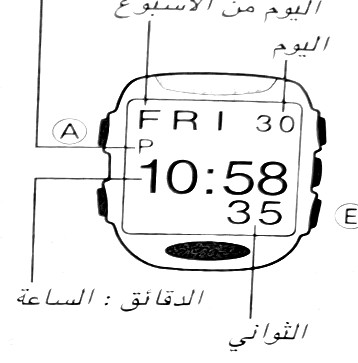 اليوم من الاسبوع
اليوم
A
FRI 30
P
10:58
35
E
الدقائق : الساعة
الثواني